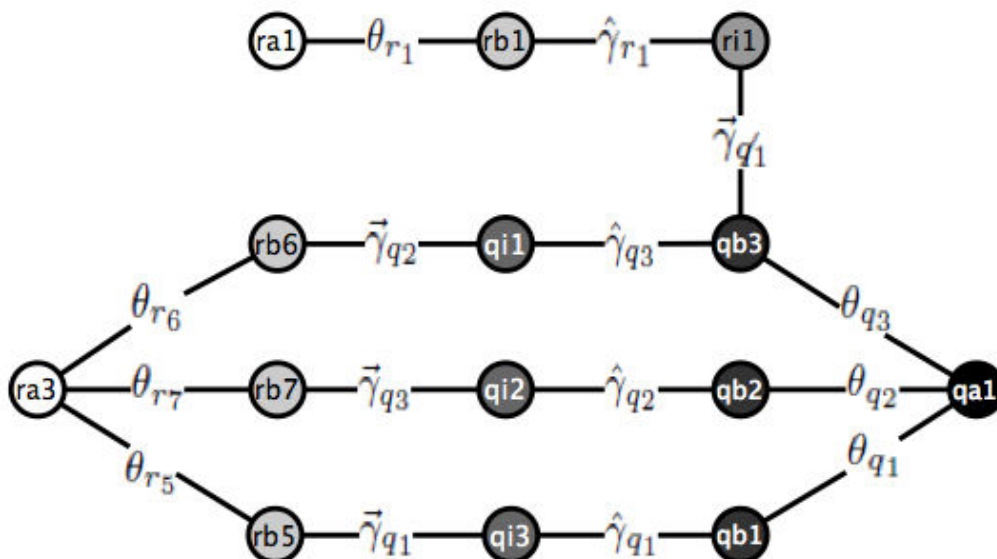 ra1 θr1 rb1 γ̂r1 ri1
γ⃗q′1
rb6 γ⃗q2 qi1 γ̂q3 qb3
θr6 θq3
ra3 θr7 rb7 γ⃗q3 qi2 γ̂q2 qb2 θq2 qa1
θr5 θq1
rb5 γ⃗q1 qi3 γ̂q1 qb1